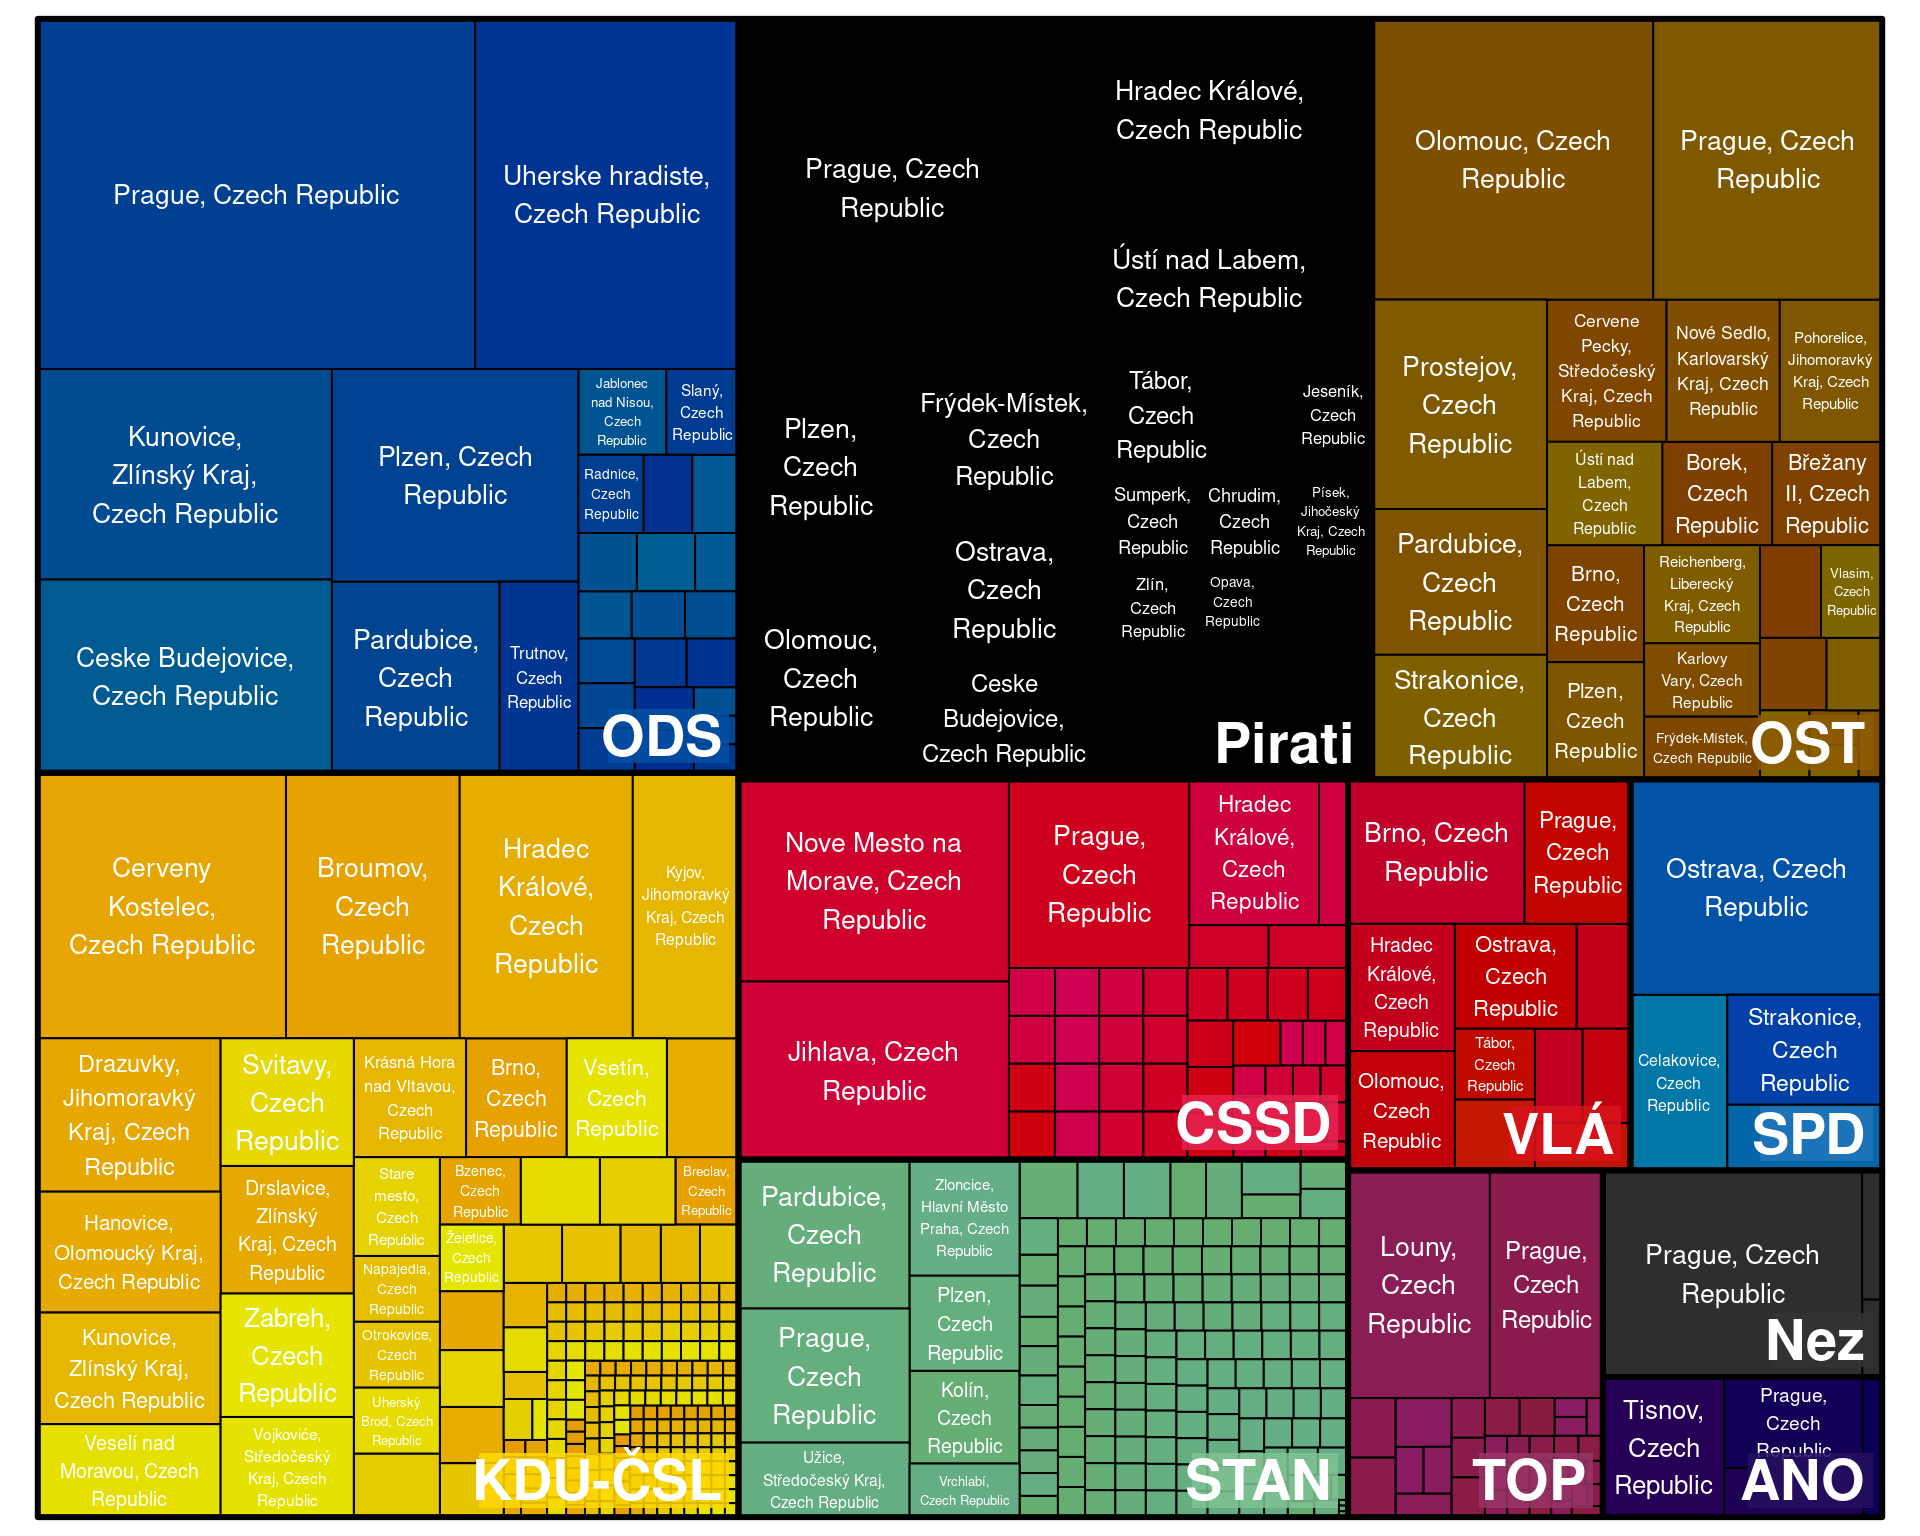 Prague, Czech Republic
Uherske hradiste,
Czech Republic
Kunovice,
Zlínský Kraj,
Czech Republic
Plzen, Czech
Republic
Jablonec
nad Nisou,
Czech
Republic
Slaný,
Czech
Republic
Radnice,
Czech
Republic
Ceske Budejovice,
Czech Republic
Pardubice,
Czech
Republic
Trutnov,
Czech
Republic
ODS
Prague, Czech
Republic
Hradec Králové,
Czech Republic
Ústí nad Labem,
Czech Republic
Plzen,
Czech
Republic
Frýdek-Místek,
Czech
Republic
Tábor,
Czech
Republic
Jeseník,
Czech
Republic
Sumperk,
Czech
Republic
Chrudim,
Czech
Republic
Písek,
Jihočeský
Kraj, Czech
Republic
Ostrava,
Czech
Republic
Zlín,
Czech
Republic
Opava,
Czech
Republic
Olomouc,
Czech
Republic
Ceske
Budejovice,
Czech Republic
Pirati
Olomouc, Czech
Republic
Prague, Czech
Republic
Prostejov,
Czech
Republic
Cervene
Pecky,
Středočeský
Kraj, Czech
Republic
Nové Sedlo,
Karlovarský
Kraj, Czech
Republic
Pohorelice,
Jihomoravký
Kraj, Czech
Republic
Ústí nad
Labem,
Czech
Republic
Borek,
Czech
Republic
Břežany
II, Czech
Republic
Pardubice,
Czech
Republic
Brno,
Czech
Republic
Reichenberg,
Liberecký
Kraj, Czech
Republic
Vlasim,
Czech
Republic
Strakonice,
Czech
Republic
Plzen,
Czech
Republic
Karlovy
Vary, Czech
Republic
Frýdek-Místek,
Czech Republic
OST
Cerveny
Kostelec,
Czech Republic
Broumov,
Czech
Republic
Hradec
Králové,
Czech
Republic
Kyjov,
Jihomoravký
Kraj, Czech
Republic
Drazuvky,
Jihomoravký
Kraj, Czech
Republic
Svitavy,
Czech
Republic
Krásná Hora
nad Vltavou,
Czech
Republic
Brno,
Czech
Republic
Vsetín,
Czech
Republic
Hanovice,
Olomoucký Kraj,
Czech Republic
Drslavice,
Zlínský
Kraj, Czech
Republic
Stare
mesto,
Czech
Republic
Bzenec,
Czech
Republic
Breclav,
Czech
Republic
Želetice,
Czech
Republic
Napajedla,
Czech
Republic
Kunovice,
Zlínský Kraj,
Czech Republic
Zabreh,
Czech
Republic
Otrokovice,
Czech
Republic
Uherský
Brod, Czech
Republic
Veselí nad
Moravou, Czech
Republic
Vojkoviće,
Středočeský
Kraj, Czech
Republic
KDU-ČSL
Nove Mesto na
Morave, Czech
Republic
Prague,
Czech
Republic
Hradec
Králové,
Czech
Republic
Jihlava, Czech
Republic
CSSD
Brno, Czech
Republic
Prague,
Czech
Republic
Hradec
Králové,
Czech
Republic
Ostrava,
Czech
Republic
Olomouc,
Czech
Republic
Tábor,
Czech
Republic
VLÁ
Ostrava, Czech
Republic
Celakovice,
Czech
Republic
Strakonice,
Czech
Republic
SPD
Pardubice,
Czech
Republic
Zloncice,
Hlavní Město
Praha, Czech
Republic
Prague,
Czech
Republic
Plzen,
Czech
Republic
Kolín,
Czech
Republic
Užice,
Středočeský Kraj,
Czech Republic
Vrchlabí,
Czech Republic
STAN
Louny,
Czech
Republic
Prague,
Czech
Republic
TOP
Prague, Czech
Republic
Nez
Tisnov,
Czech
Republic
Prague,
Czech
Republic
ANO